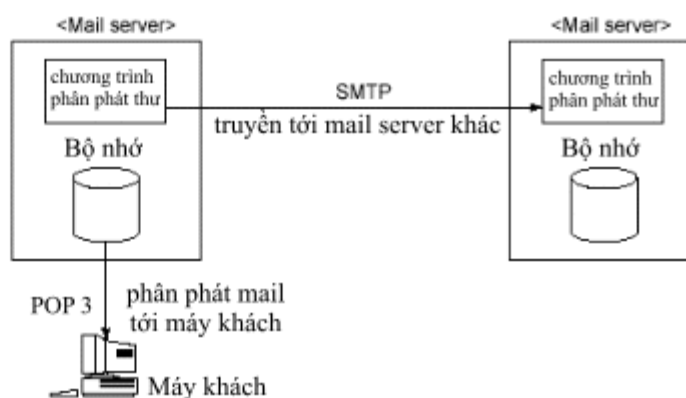 <Mail server>
<Mail server>
chương trình
phân phát thư
SMTP
truyền tới mail server khác
chương trình
phân phát thư
Bộ nhớ
Bộ nhớ
POP 3
phân phát mail
tới máy khách
Máy khách